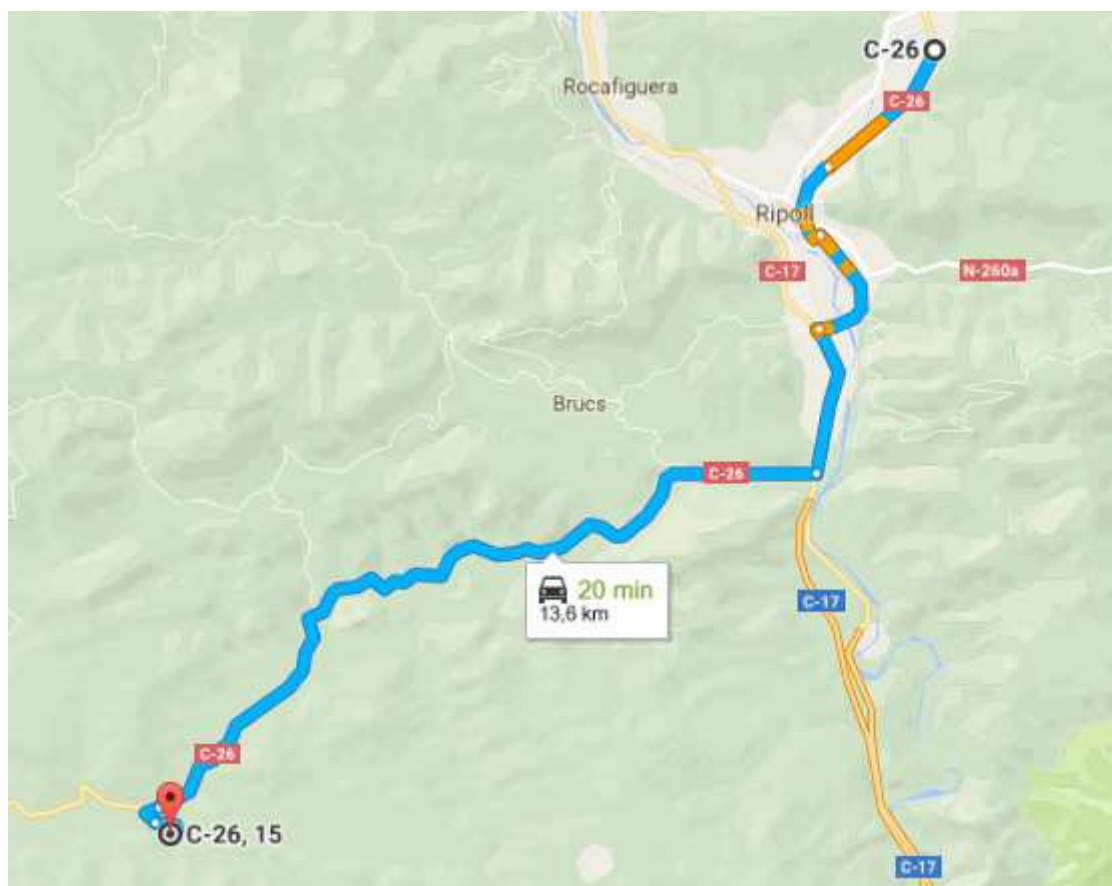 C-26
Rocafiguera
C-26
Ripoll
C-17
N-260a
Brucs
C-26
20 min
13,6 km
C-17
C-26
C-26, 15
C-17